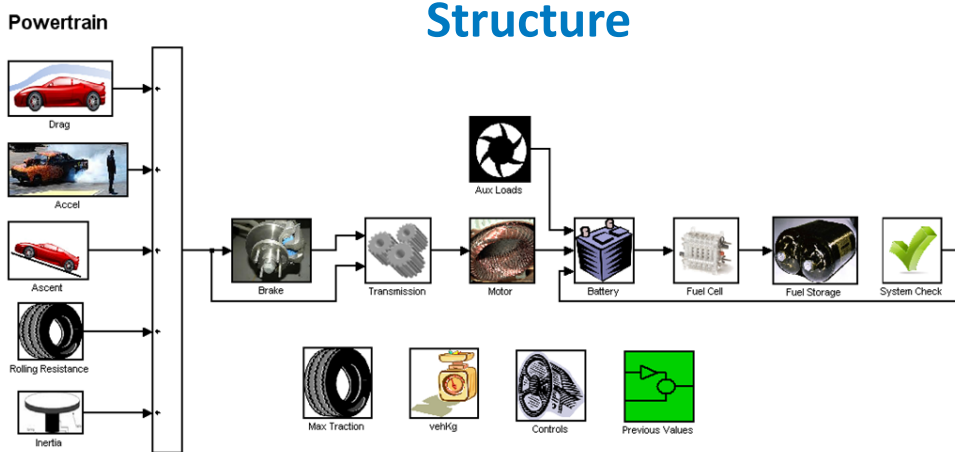 Structure
Powertrain
Drag
Accel
Aux Loads
Ascent
Brake
Transmission
Motor
Battery
Fuel Cell
Fuel Storage
System Check
Rolling Resistance
Max Traction
vehKg
Controls
Previous Values
Inertia